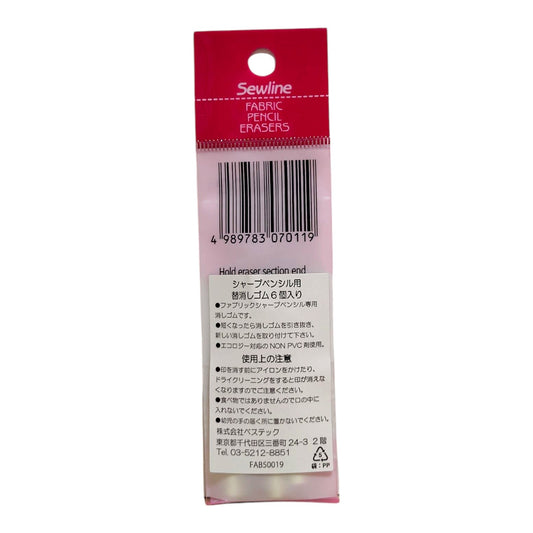 Sewline
FABRIC
PENCIL
ERASERS
4 989783 070119
Hold eraser section end
シャープペンシル用
替消しゴム6個入り
●ファブリックシャープペンシル専用
消しゴムです。
●短くなったら消しゴムを引き抜き、
新しい消しゴムを取り付けて下さい。
●エコロジー対応のNON PVC剤使用。
使用上の注意
●印を消す前にアイロンをかけたり、
ドライクリーニングをすると印が消えな
くなりますのでご注意ください。
●食べ物ではありませんので口の中に
入れないでください。
●幼児の手の届く所に置かないでください。
株式会社ベステック
東京都千代田区三番町24-3 2階
Tel. 03-5212-8851
FAB50019
5
袋：PP